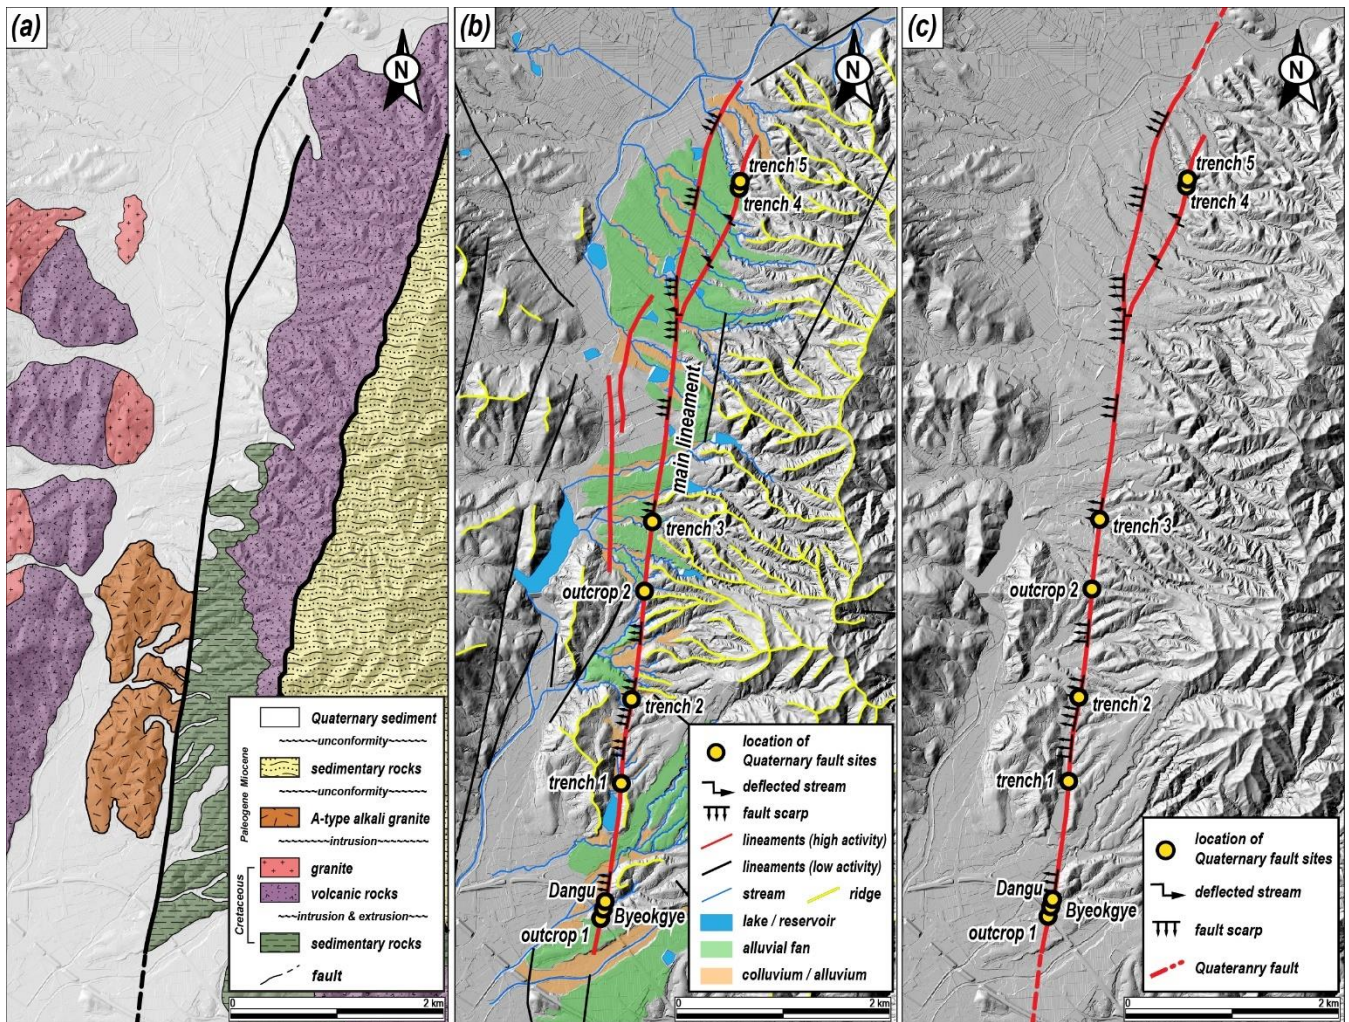 (a)
N
Quaternary sediment
~~~~~~unconformity~~~~~~
Miocene
sedimentary rocks
~~~~~~unconformity~~~~~~
Paleogene
A-type alkali granite
~~~~~~intrusion~~~~~~
Cretaceous
granite
volcanic rocks
~~~intrusion & extrusion~~~
sedimentary rocks
fault
0
2 km
(b)
N
trench 5
trench 4
main lineament
trench 3
outcrop 2
trench 2
trench 1
Dangu
Byeokgye
outcrop 1
location of
Quaternary fault sites
deflected stream
fault scarp
lineaments (high activity)
lineaments (low activity)
stream
ridge
lake / reservoir
alluvial fan
colluvium / alluvium
0
2 km
(c)
N
trench 5
trench 4
trench 3
outcrop 2
trench 2
trench 1
Dangu
Byeokgye
outcrop 1
location of
Quaternary fault sites
deflected stream
fault scarp
Quateranry fault
0
2 km